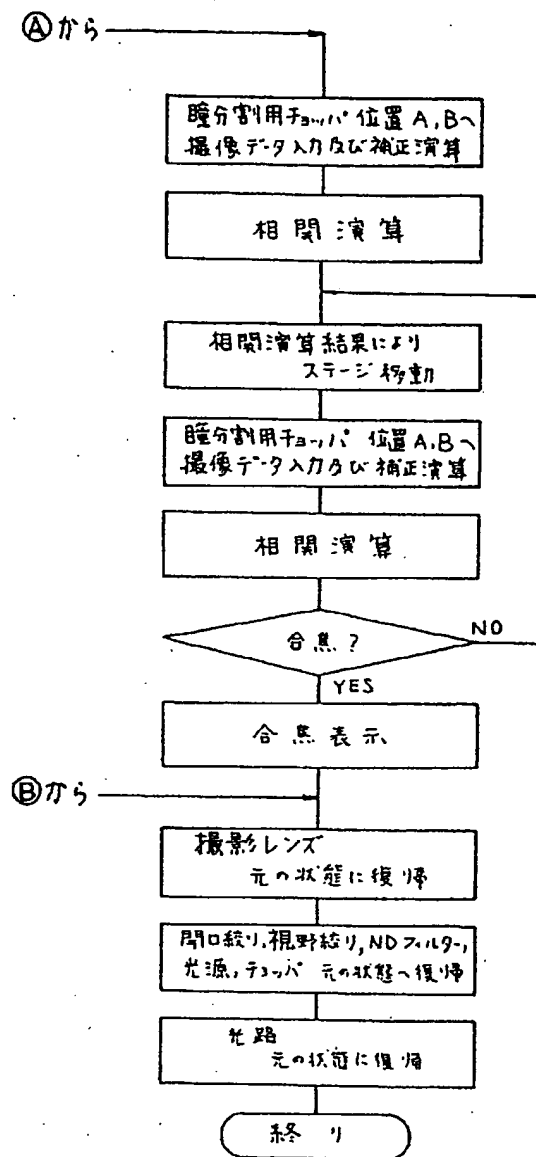 Ⓐから
瞳分割用チョッパ 位置A,Bへ
撮像データ入力及び補正演算
相関演算
相関演算結果により
ステージ移動
瞳分割用チョッパ 位置A,Bへ
撮像データ入力及び補正演算
相関演算
合焦?
NO
YES
合焦表示
Ⓑから
撮影レンズ
元の状態に復帰
開口絞り,視野絞り,NDフィルター,
光源,チョッパ 元の状態へ復帰
光路
元の状態に復帰
終り